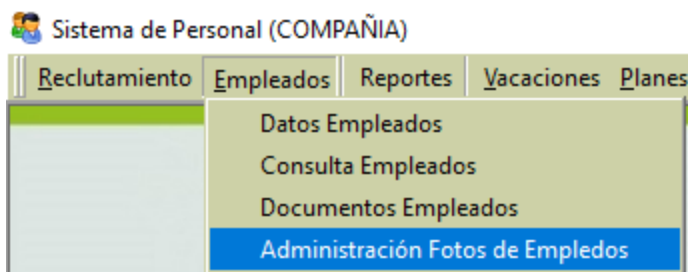 Sistema de Personal (COMPAÑIA)
Reclutamiento Empleados Reportes Vacaciones Planes
Datos Empleados
Consulta Empleados
Documentos Empleados
Administración Fotos de Empledos